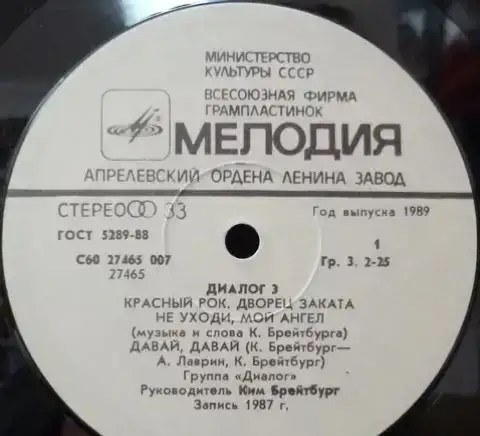 МИНИСТЕРСТВО
КУЛЬТУРЫ СССР
ВСЕСОЮЗНАЯ ФИРМА
ГРАМПЛАСТИНОК
МЕЛОДИЯ
АПРЕЛЕВСКИЙ ОРДЕНА ЛЕНИНА ЗАВОД
СТЕРЕО 33
Год выпуска 1989
ГОСТ 5289-88
1
С60 27465 007
Гр. 3. 2-25
27465
ДИАЛОГ 3
КРАСНЫЙ РОК. ДВОРЕЦ ЗАКАТА
НЕ УХОДИ, МОЙ АНГЕЛ
(музыка и слова К. Брейтбурга)
ДАВАЙ, ДАВАЙ (К. Брейтбург—
А. Лаврин, К. Брейтбург)
Группа «Диалог»
Руководитель Ким Брейтбург
Запись 1987 г.